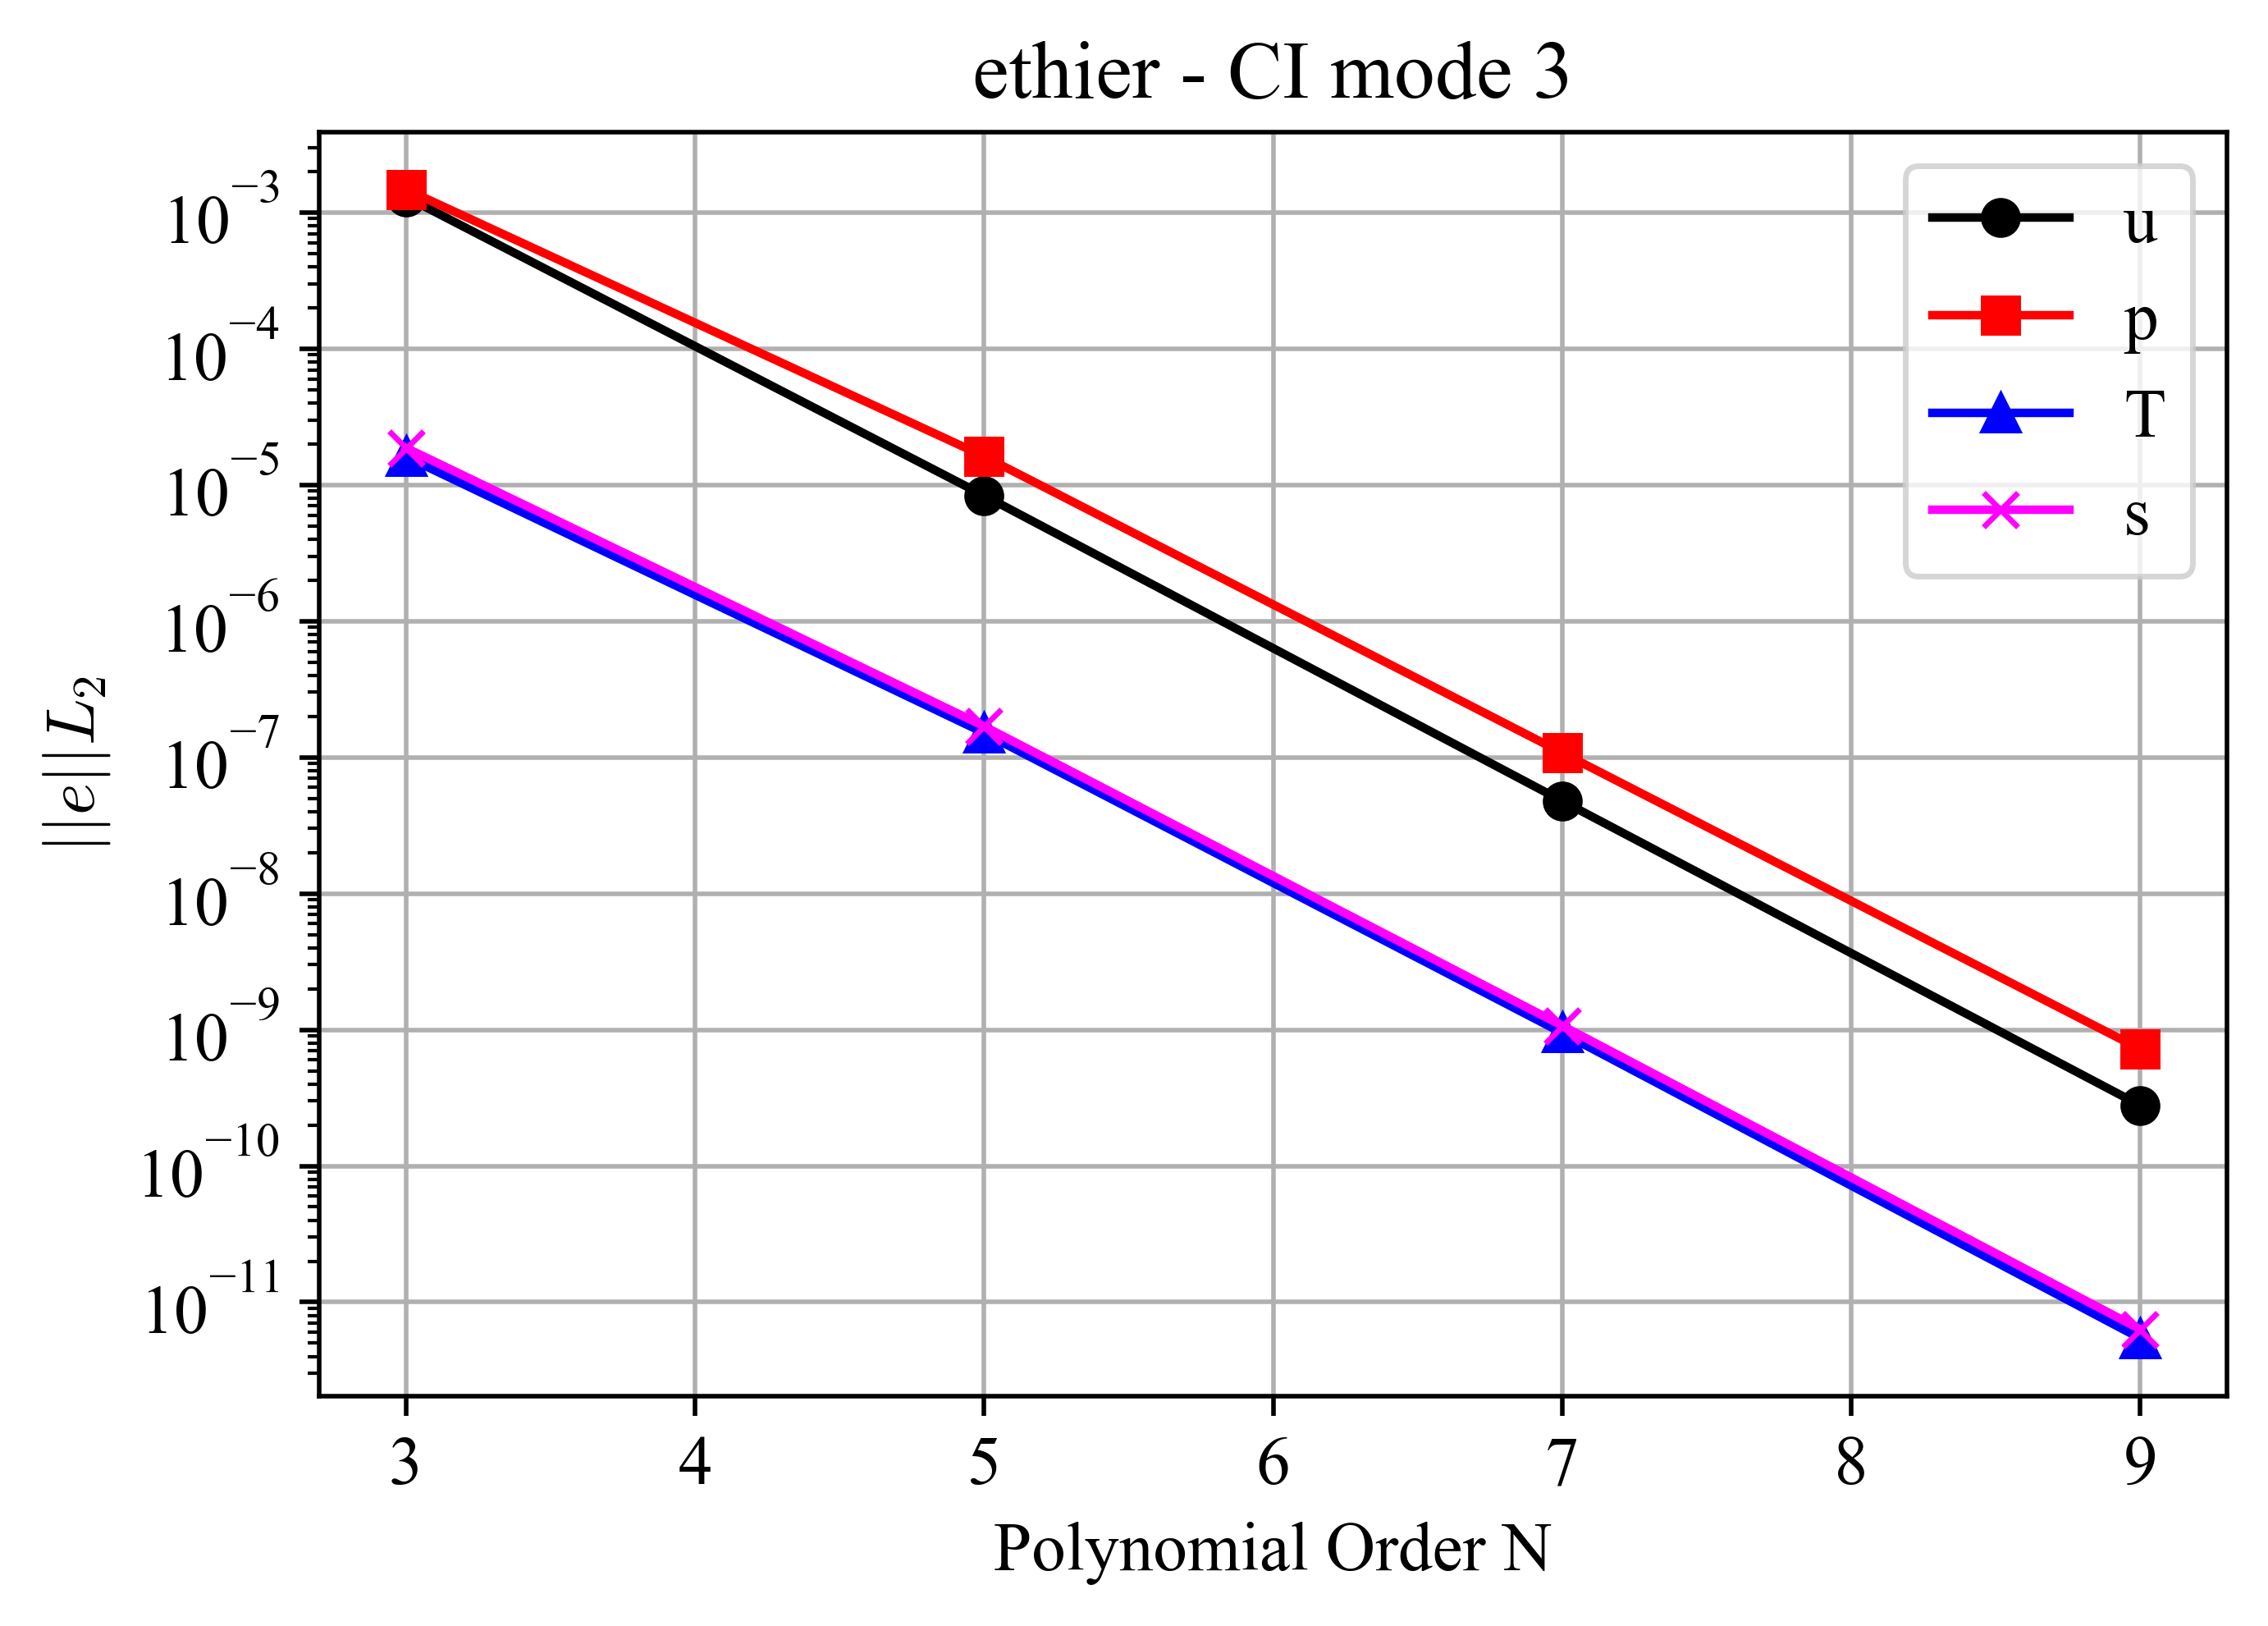 ethier - CI mode 3
10⁻³
10⁻⁴
10⁻⁵
10⁻⁶
10⁻⁷
10⁻⁸
10⁻⁹
10⁻¹⁰
10⁻¹¹
||e||L₂
u
p
T
s
3 4 5 6 7 8 9
Polynomial Order N